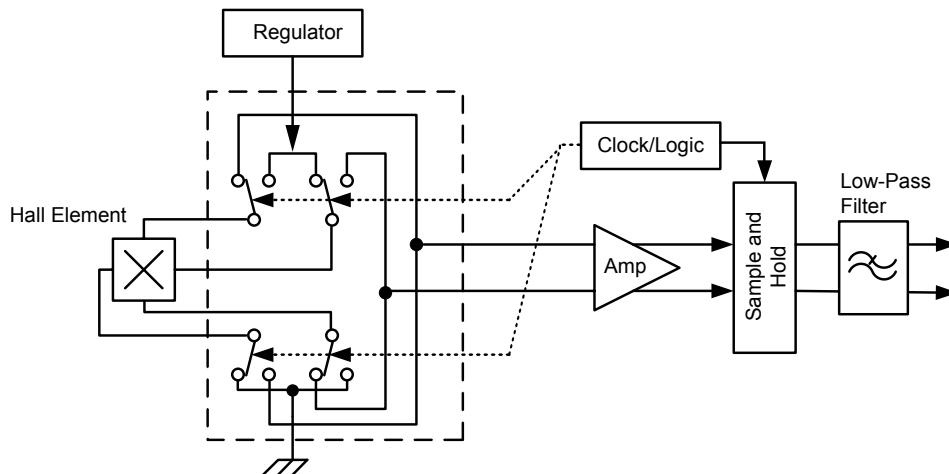 Regulator
Clock/Logic
Low-Pass
Filter
Hall Element
Amp
Sample and
Hold